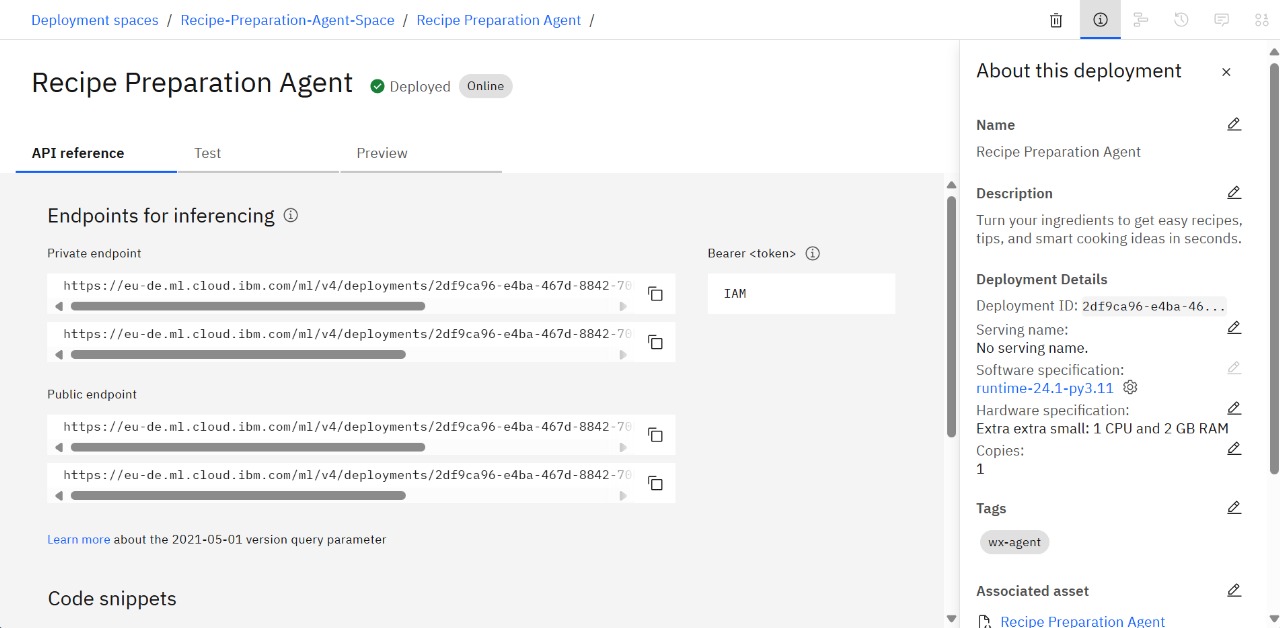 Deployment spaces / Recipe-Preparation-Agent-Space / Recipe Preparation Agent /
Recipe Preparation Agent
Deployed
Online
API reference
Test
Preview
Endpoints for inferencing
Private endpoint
https://eu-de.ml.cloud.ibm.com/ml/v4/deployments/2df9ca96-e4ba-467d-8842-70
https://eu-de.ml.cloud.ibm.com/ml/v4/deployments/2df9ca96-e4ba-467d-8842-70
Bearer <token>
IAM
Public endpoint
https://eu-de.ml.cloud.ibm.com/ml/v4/deployments/2df9ca96-e4ba-467d-8842-70
https://eu-de.ml.cloud.ibm.com/ml/v4/deployments/2df9ca96-e4ba-467d-8842-70
Learn more about the 2021-05-01 version query parameter
Code snippets
About this deployment
Name
Recipe Preparation Agent
Description
Turn your ingredients to get easy recipes,
tips, and smart cooking ideas in seconds.
Deployment Details
Deployment ID: 2df9ca96-e4ba-46...
Serving name:
No serving name.
Software specification:
runtime-24.1-py3.11
Hardware specification:
Extra extra small: 1 CPU and 2 GB RAM
Copies:
1
Tags
wx-agent
Associated asset
Recipe Preparation Agent